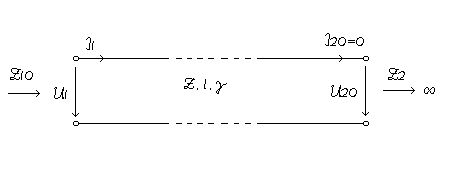 I1
I20=0
Z10
Z2
Z, l, γ
U1
U20
∞